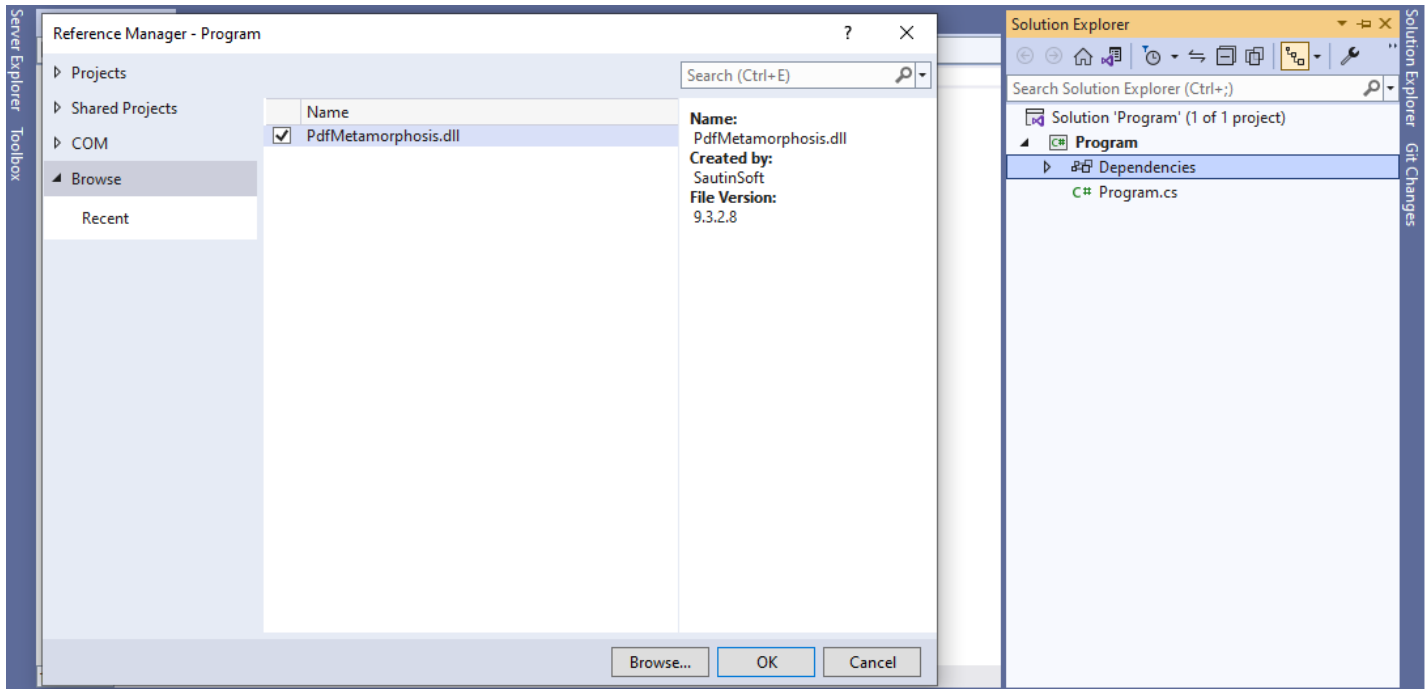 Server Explorer
Toolbox
Reference Manager - Program
?
Projects
Shared Projects
COM
Browse
Recent
Search (Ctrl+E)
Name
PdfMetamorphosis.dll
Name:
PdfMetamorphosis.dll
Created by:
SautinSoft
File Version:
9.3.2.8
Browse...
OK
Cancel
Solution Explorer
Search Solution Explorer (Ctrl+;)
Solution 'Program' (1 of 1 project)
C# Program
Dependencies
C# Program.cs
Solution Explorer
Git Changes